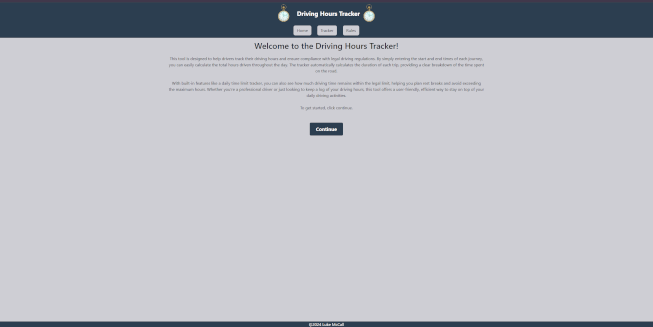 Driving Hours Tracker
Home Tracker Rules
Welcome to the Driving Hours Tracker!
This tool is designed to help drivers track their driving hours and ensure compliance with legal driving regulations. By simply entering the start and end times of each journey,
you can easily calculate the total hours driven throughout the day. The tracker automatically calculates the duration of each trip, providing a clear breakdown of the time spent
on the road.
With built-in features like a daily
you can also see how much driving time remains within the legal limit, helping you plan rest breaks and avoid exceeding
the maximum hours. Whether you're a professional driver or just looking to keep a log of your driving hours, this tool offers a user-friendly, efficient way to stay on top of your
daily driving activities.
To get started, click continue.
Continue
©2024 Luke McCall